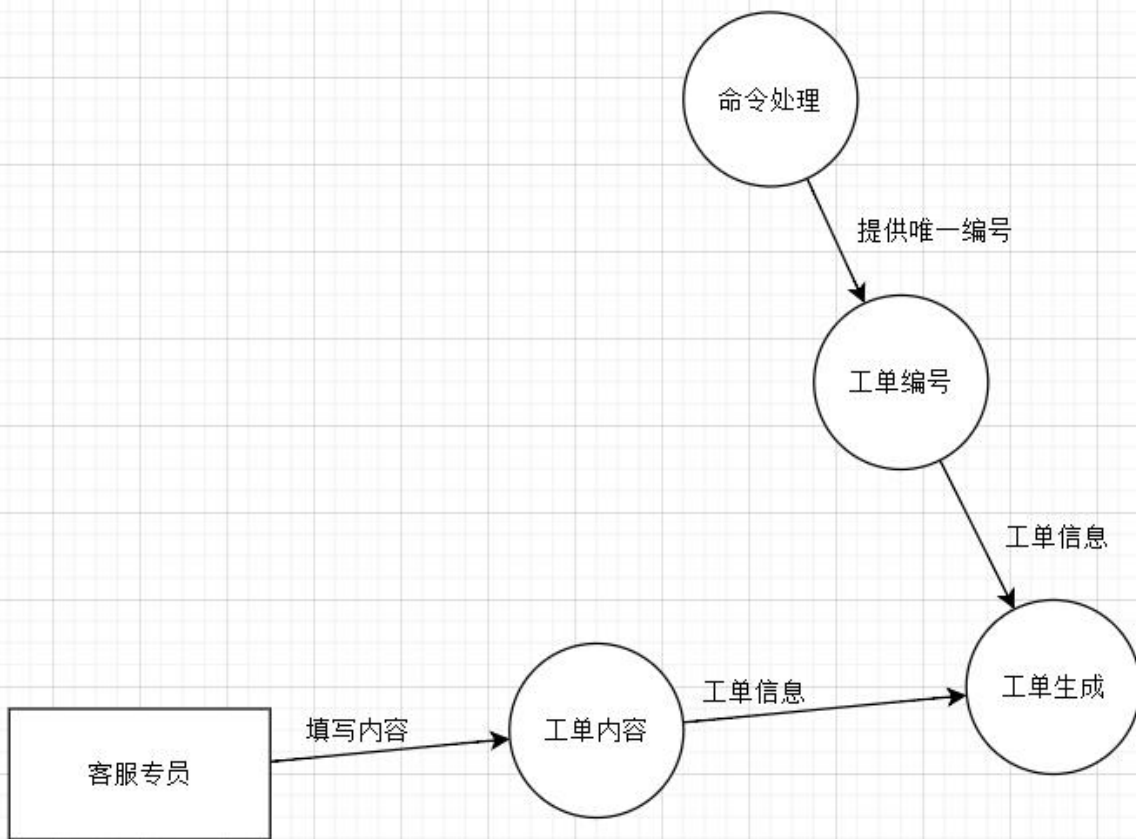 命令处理
提供唯一编号
工单编号
工单信息
工单生成
工单信息
填写内容
工单内容
客服专员